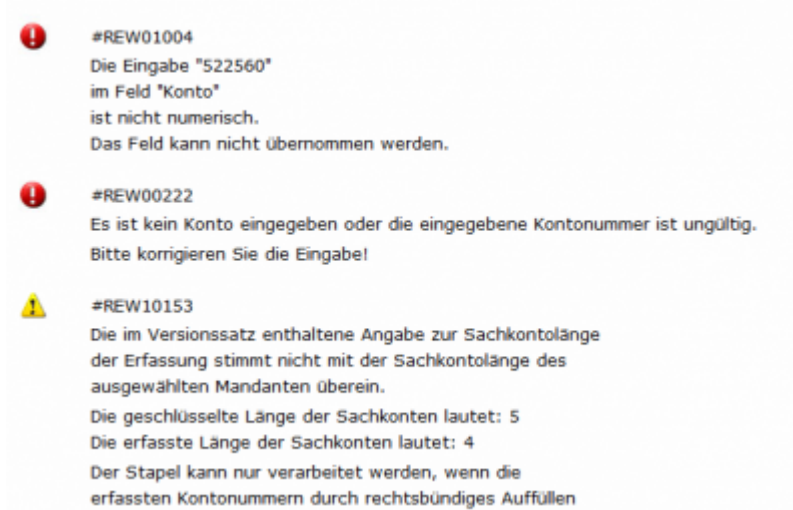 #REW01004
Die Eingabe "522560"
im Feld "Konto"
ist nicht numerisch.
Das Feld kann nicht übernommen werden.
#REW00222
Es ist kein Konto eingegeben oder die eingegebene Kontonummer ist ungültig.
Bitte korrigieren Sie die Eingabe!
#REW10153
Die im Versionssatz enthaltene Angabe zur Sachkontolänge
der Erfassung stimmt nicht mit der Sachkontolänge des
ausgewählten Mandanten überein.
Die geschlüsselte Länge der Sachkonten lautet: 5
Die erfasste Länge der Sachkonten lautet: 4
Der Stapel kann nur verarbeitet werden, wenn die
erfassten Kontonummern durch rechtsbündiges Auffüllen